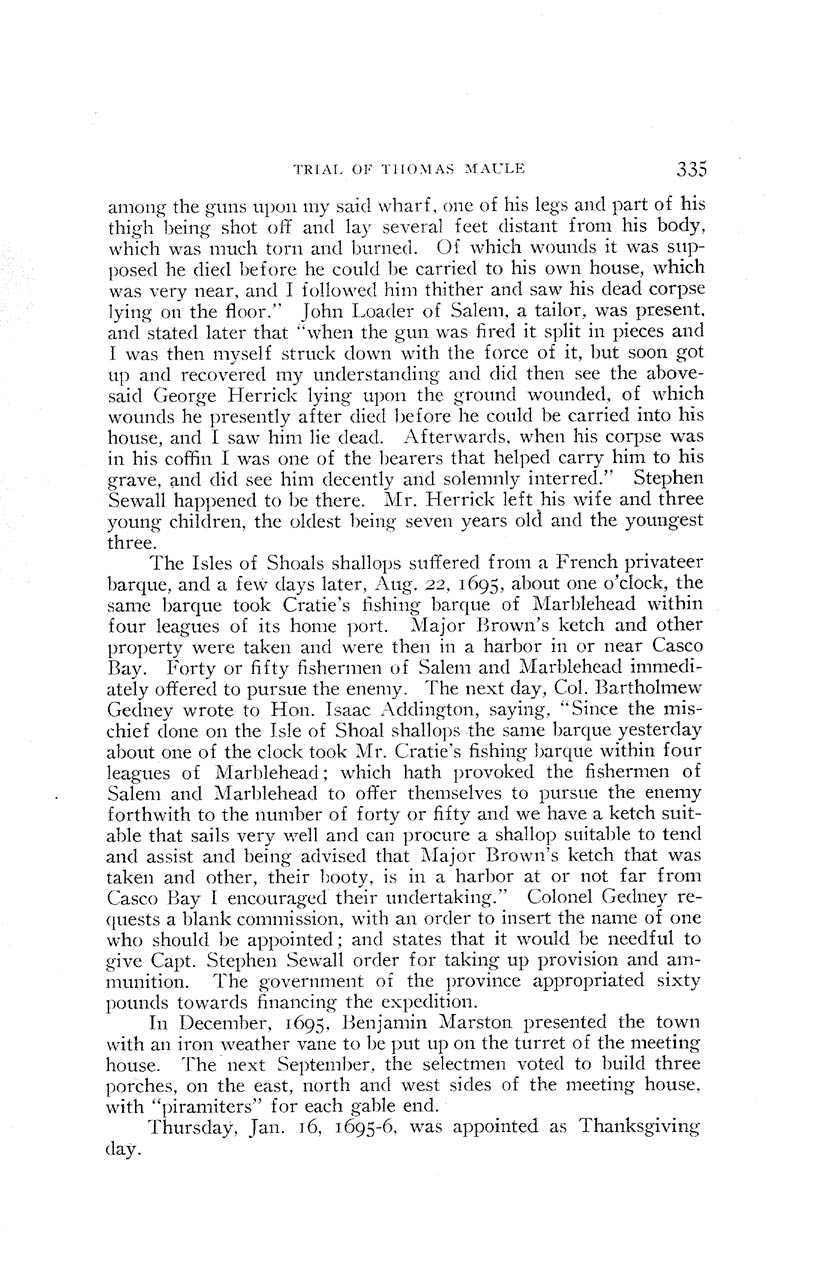 TRIAL OF THOMAS MAULE 335
among the guns upon my said wharf, one of his legs and part of his
thigh being shot off and lay several feet distant from his body,
which was much torn and burned. Of which wounds it was sup-
posed he died before he could be carried to his own house, which
was very near, and I followed him thither and saw his dead corpse
lying on the floor." John Loader of Salem, a tailor, was present,
and stated later that "when the gun was fired it split in pieces and
I was then myself struck down with the force of it, but soon got
up and recovered my understanding and did then see the above-
said George Herrick lying upon the ground wounded, of which
wounds he presently after died before he could be carried into his
house, and I saw him lie dead. Afterwards, when his corpse was
in his coffin I was one of the bearers that helped carry him to his
grave, and did see him decently and solemnly interred." Stephen
Sewall happened to be there. Mr. Herrick left his wife and three
young children, the oldest being seven years old and the youngest
three.
The Isles of Shoals shallops suffered from a French privateer
barque, and a few days later, Aug. 22, 1695, about one o'clock, the
same barque took Cratie's fishing barque of Marblehead within
four leagues of its home port. Major Brown's ketch and other
property were taken and were then in a harbor in or near Casco
Bay. Forty or fifty fishermen of Salem and Marblehead immedi-
ately offered to pursue the enemy. The next day, Col. Bartholmew
Gedney wrote to Hon. Isaac Addington, saying, "Since the mis-
chief done on the Isle of Shoal shallops the same barque yesterday
about one of the clock took Mr. Cratie's fishing barque within four
leagues of Marblehead; which hath provoked the fishermen of
Salem and Marblehead to offer themselves to pursue the enemy
forthwith to the number of forty or fifty and we have a ketch suit-
able that sails very well and can procure a shallop suitable to tend
and assist and being advised that Major Brown's ketch that was
taken and other, their booty, is in a harbor at or not far from
Casco Bay I encouraged their undertaking." Colonel Gedney re-
quests a blank commission, with an order to insert the name of one
who should be appointed; and states that it would be needful to
give Capt. Stephen Sewall order for taking up provision and am-
munition. The government of the province appropriated sixty
pounds towards financing the expedition.
In December, 1695, Benjamin Marston presented the town
with an iron weather vane to be put up on the turret of the meeting
house. The next September, the selectmen voted to build three
porches, on the east, north and west sides of the meeting house,
with "piramiters" for each gable end.
Thursday, Jan. 16, 1695-6, was appointed as Thanksgiving
day.